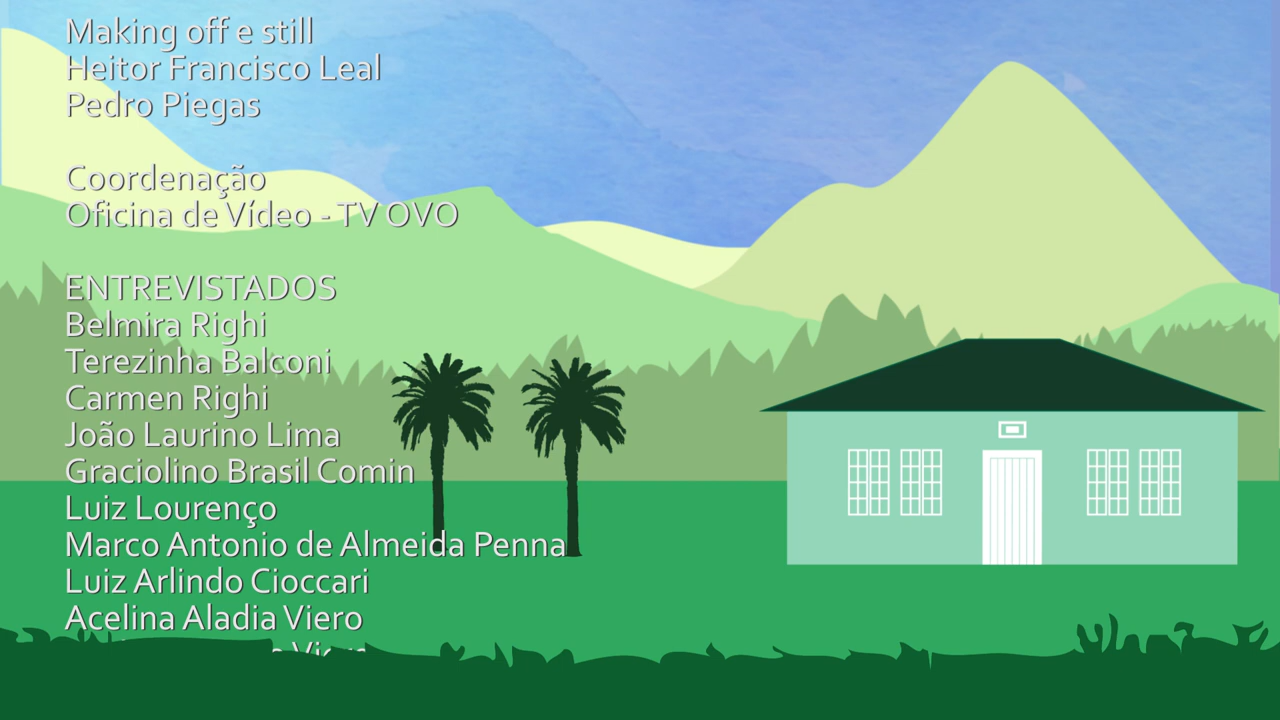 Making off e still
Heitor Francisco Leal
Pedro Piegas
Coordenação
Oficina de Vídeo - TV OVO
ENTREVISTADOS
Belmira Righi
Terezinha Balconi
Carmen Righi
João Laurino Lima
Graciolino Brasil Comin
Luiz Lourenço
Marco Antonio de Almeida Penna
Luiz Arlindo Cioccari
Acelina Aladia Viero